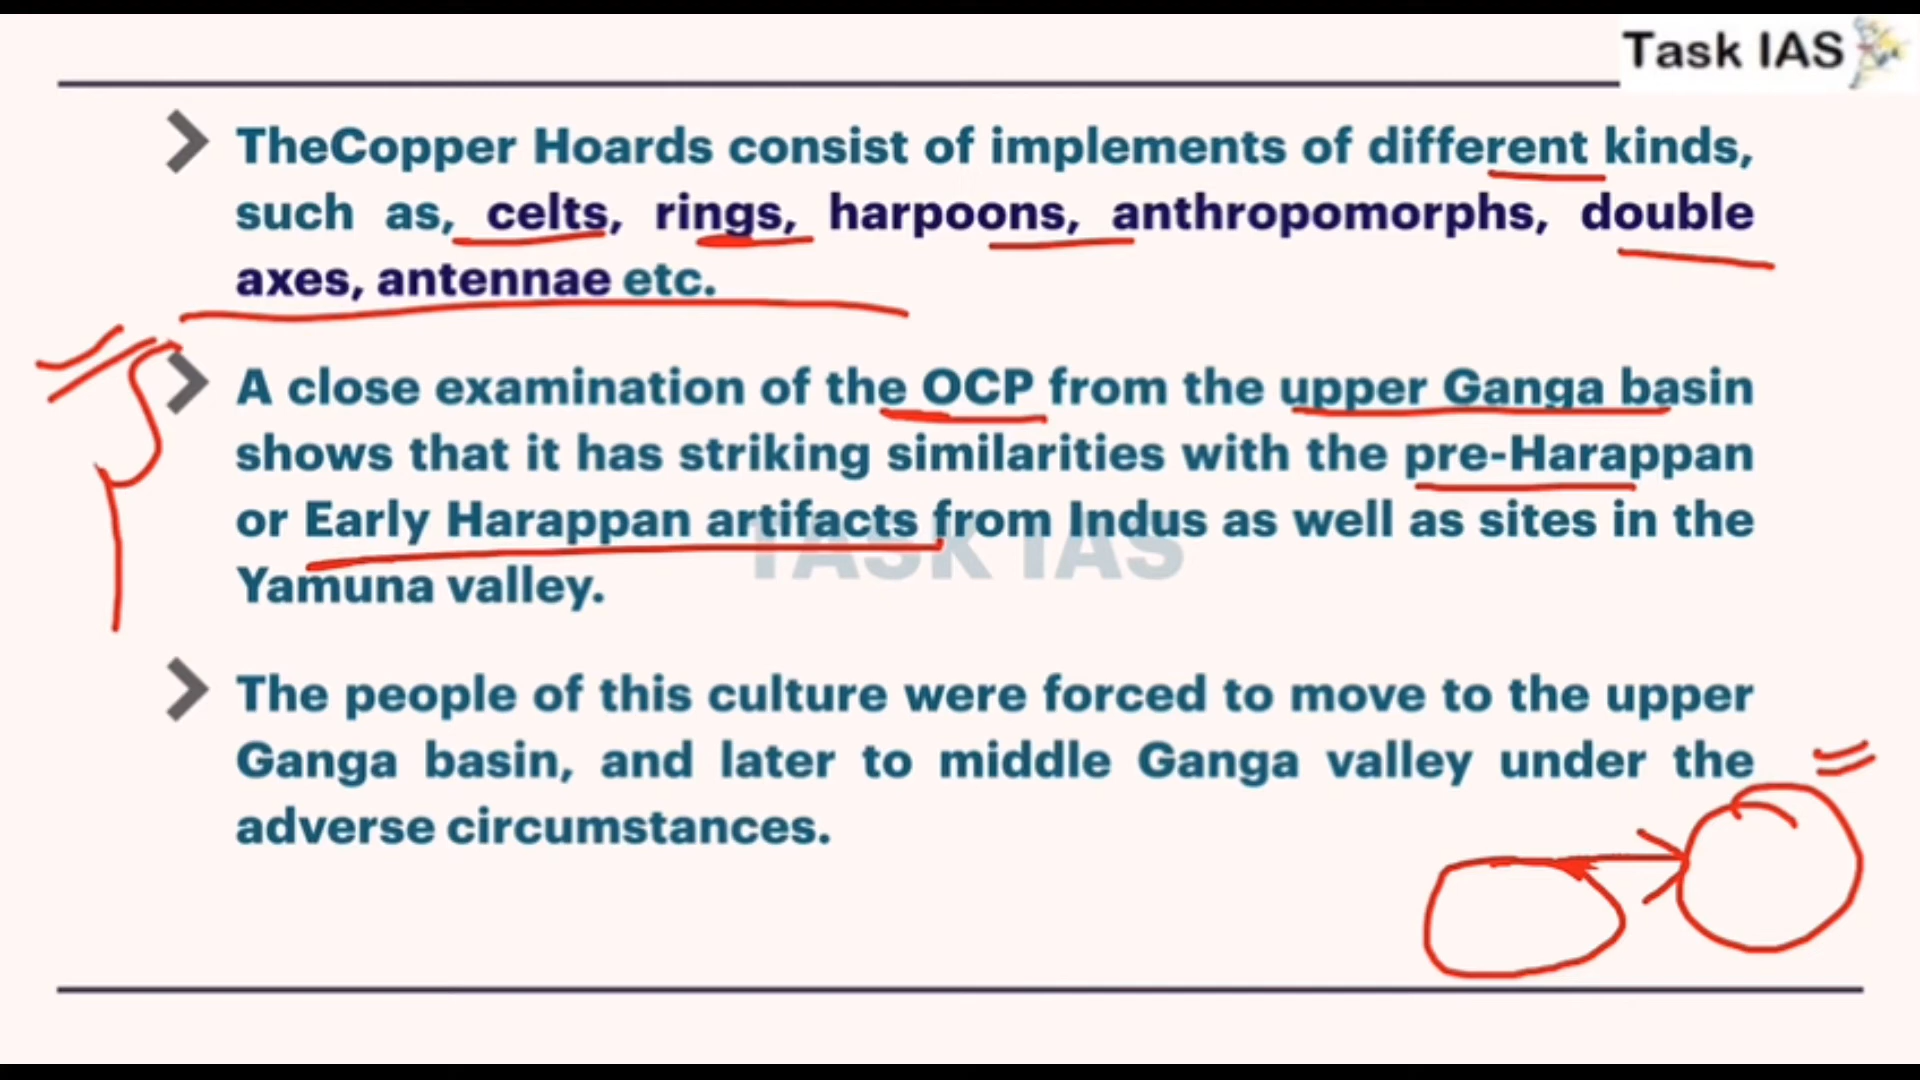 Task IAS
TheCopper Hoards consist of implements of different kinds,
such as, celts, rings, harpoons, anthropomorphs, double
axes, antennae etc.
A close examination of the OCP from the upper Ganga basin
shows that it has striking similarities with the pre-Harappan
or Early Harappan artifacts from Indus as well as sites in the
TASK IAS
Yamuna valley.
The people of this culture were forced to move to the upper
Ganga basin, and later to middle Ganga valley under the
adverse circumstances.